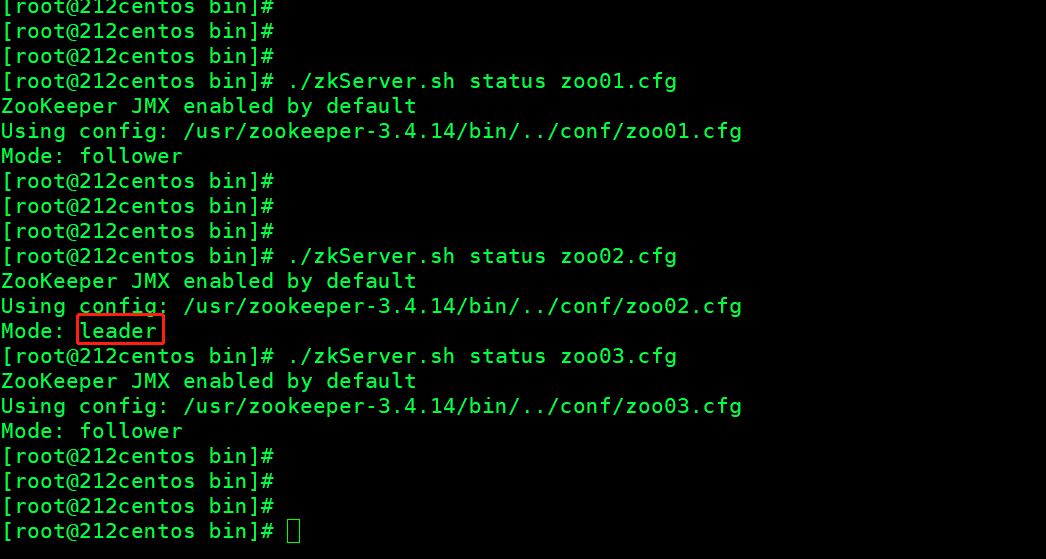 [root@212centos bin]#
[root@212centos bin]#
[root@212centos bin]#
[root@212centos bin]# ./zkServer.sh status zoo01.cfg
ZooKeeper JMX enabled by default
Using config: /usr/zookeeper-3.4.14/bin/../conf/zoo01.cfg
Mode: follower
[root@212centos bin]#
[root@212centos bin]#
[root@212centos bin]#
[root@212centos bin]# ./zkServer.sh status zoo02.cfg
ZooKeeper JMX enabled by default
Using config: /usr/zookeeper-3.4.14/bin/../conf/zoo02.cfg
Mode: leader
[root@212centos bin]# ./zkServer.sh status zoo03.cfg
ZooKeeper JMX enabled by default
Using config: /usr/zookeeper-3.4.14/bin/../conf/zoo03.cfg
Mode: follower
[root@212centos bin]#
[root@212centos bin]#
[root@212centos bin]#
[root@212centos bin]#